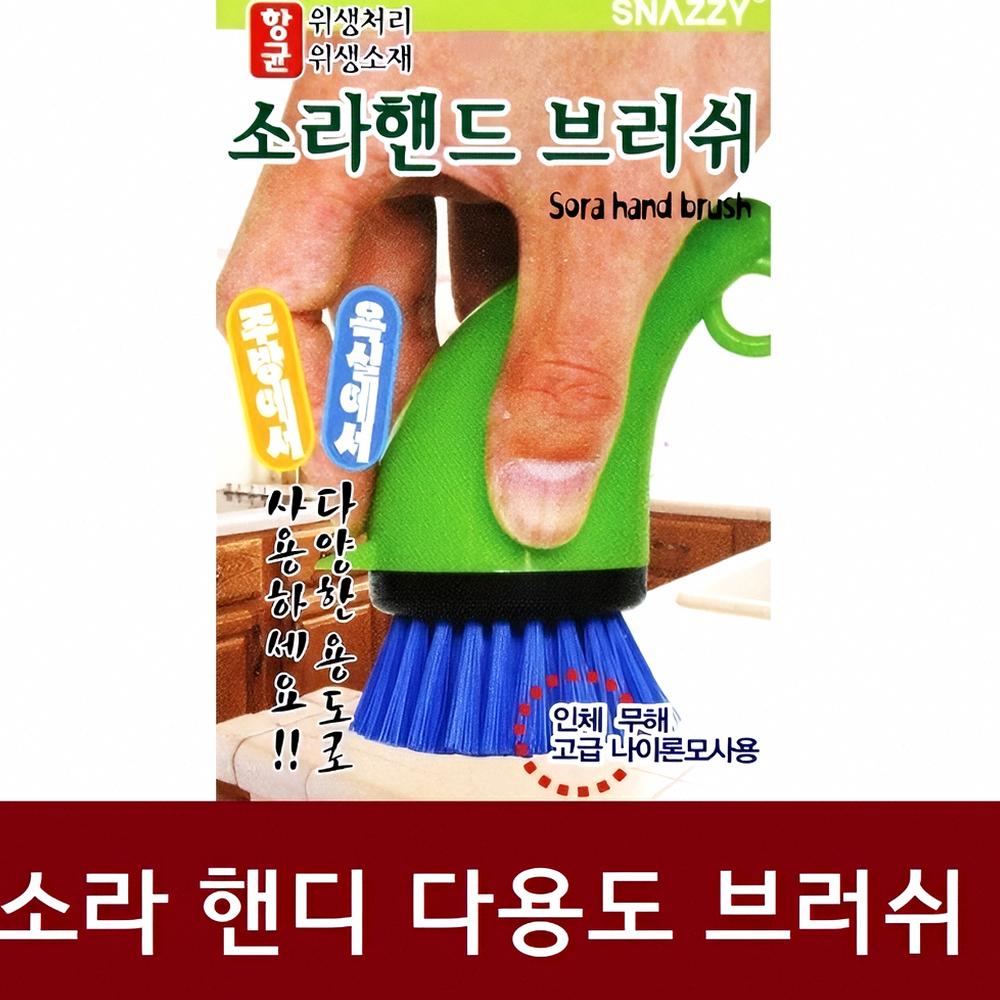 SNAZZY
항균
위생처리
위생소재
소라핸드 브러쉬
Sora hand brush
주방에서
욕실에서
다양한 용도로
사용하세요!!
인체 무해
고급 나이론모사용
소라 핸디 다용도 브러쉬